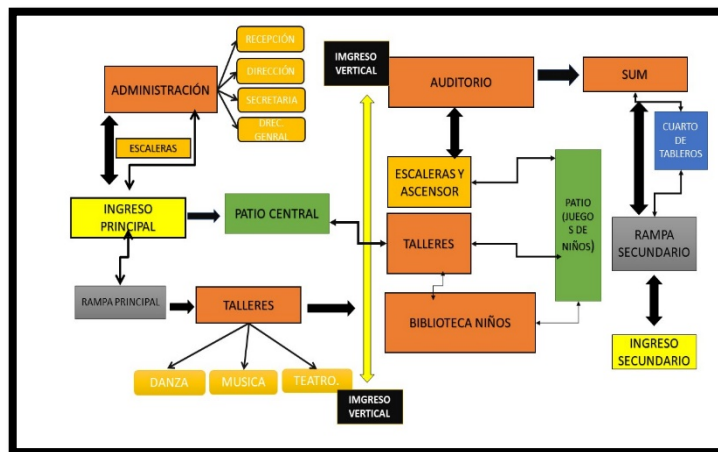 RECEPCIÓN
DIRECCIÓN
SECRETARIA
DREC.
GENRAL
ADMINISTRACIÓN
ESCALERAS
INGRESO
PRINCIPAL
PATIO CENTRAL
RAMPA PRINCIPAL
TALLERES
DANZA
MUSICA
TEATRO.
IMGRESO
VERTICAL
AUDITORIO
SUM
CUARTO
DE
TABLEROS
ESCALERAS Y
ASCENSOR
PATIO
(JUEGO
S DE
NIÑOS)
TALLERES
RAMPA
SECUNDARIO
BIBLIOTECA NIÑOS
INGRESO
SECUNDARIO
IMGRESO
VERTICAL